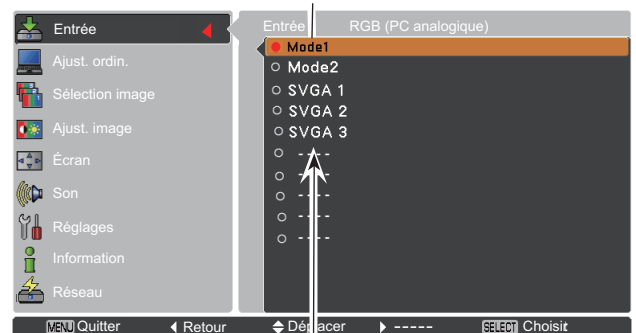 Entrée
Ajust. ordin.
Sélection image
Ajust. image
Écran
Son
Réglages
Information
Réseau
Entrée RGB (PC analogique)
Mode1
Mode2
SVGA 1
SVGA 2
SVGA 3
----
----
----
----
----
MENU Quitter Retour Déplacer ----- SELECT Choisit